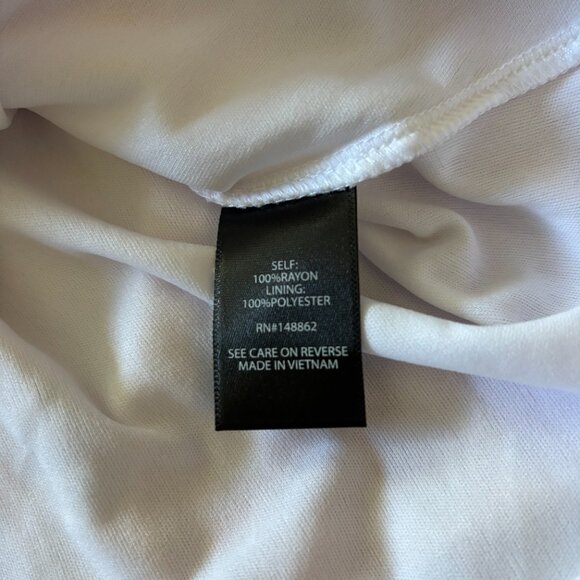 SELF:
100%RAYON
LINING:
100%POLYESTER
RN#148862
SEE CARE ON REVERSE
MADE IN VIETNAM